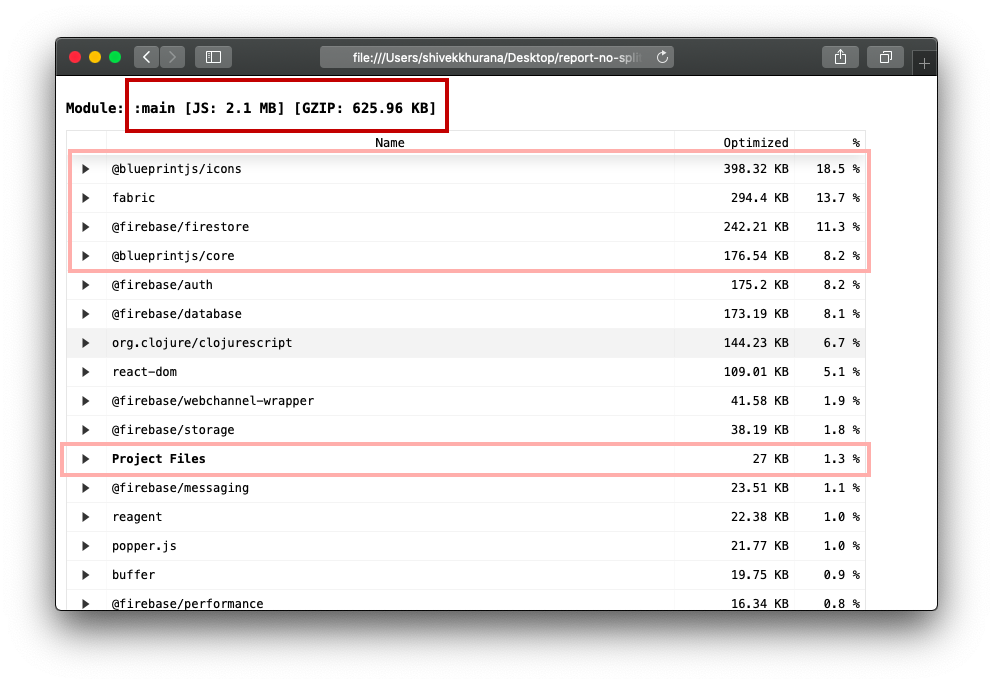 file:///Users/shivekkhurana/Desktop/report-no-split
Module: :main [JS: 2.1 MB] [GZIP: 625.96 KB]
Name Optimized %
@blueprintjs/icons 398.32 KB 18.5 %
fabric 294.4 KB 13.7 %
@firebase/firestore 242.21 KB 11.3 %
@blueprintjs/core 176.54 KB 8.2 %
@firebase/auth 175.2 KB 8.2 %
@firebase/database 173.19 KB 8.1 %
org.clojure/clojurescript 144.23 KB 6.7 %
react-dom 109.01 KB 5.1 %
@firebase/webchannel-wrapper 41.58 KB 1.9 %
@firebase/storage 38.19 KB 1.8 %
Project Files 27 KB 1.3 %
@firebase/messaging 23.51 KB 1.1 %
reagent 22.38 KB 1.0 %
popper.js 21.77 KB 1.0 %
buffer 19.75 KB 0.9 %
@firebase/performance 16.34 KB 0.8 %